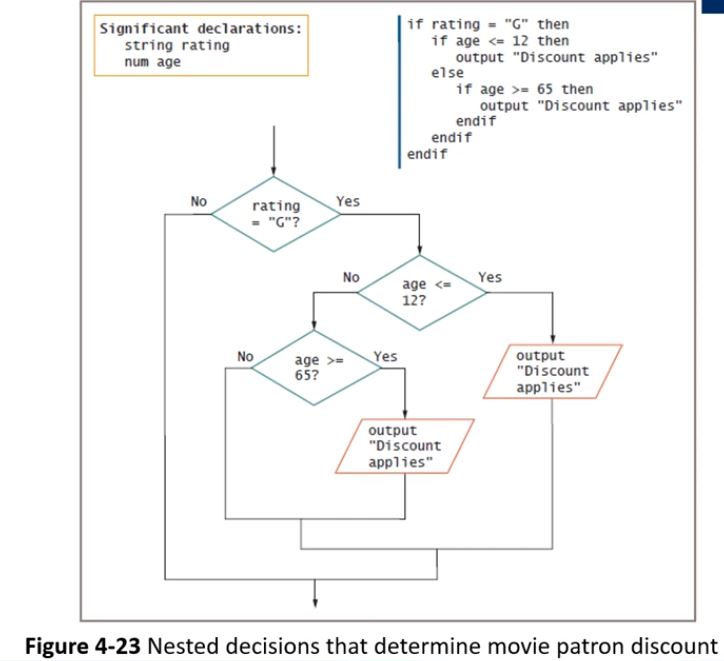 Significant declarations:
string rating
num age
if rating = "G" then
if age <= 12 then
output "Discount applies"
else
if age >= 65 then
output "Discount applies"
endif
endif
endif
No
rating
= "G"?
Yes
No
age <=
12?
Yes
No
age >=
65?
Yes
output
"Discount
applies"
output
"Discount
applies"
Figure 4-23 Nested decisions that determine movie patron discount